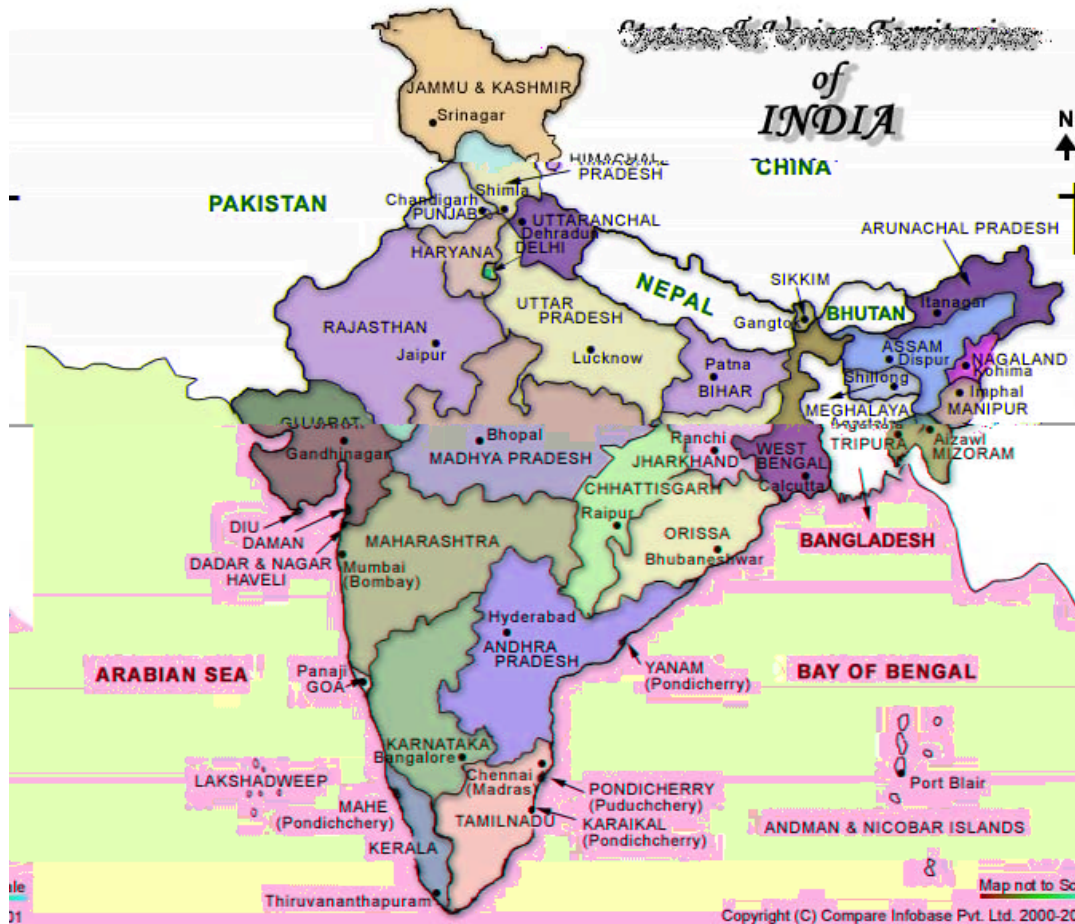 States & Union Territories
of
INDIA
N
JAMMU & KASHMIR
Srinagar
HIMACHAL
PRADESH
CHINA
Shimla
PAKISTAN
Chandigarh
PUNJAB
UTTARANCHAL
Dehradun
DELHI
HARYANA
ARUNACHAL PRADESH
NEPAL
SIKKIM
BHUTAN
Itanagar
UTTAR
PRADESH
Gangtok
RAJASTHAN
Jaipur
Lucknow
ASSAM
Dispur
NAGALAND
Kohima
Patna
BIHAR
Shillong
Imphal
MANIPUR
MEGHALAYA
GUJARAT
Gandhinagar
Bhopal
MADHYA PRADESH
Ranchi
JHARKHAND
WEST
BENGAL
Calcutta
TRIPURA
Aizawl
MIZORAM
CHHATTISGARH
Raipur
DIU
DAMAN
DADAR & NAGAR
HAVELI
MAHARASHTRA
Mumbai
(Bombay)
ORISSA
Bhubaneshwar
BANGLADESH
Hyderabad
ANDHRA
PRADESH
ARABIAN SEA
Panaji
GOA
YANAM
(Pondicherry)
BAY OF BENGAL
KARNATAKA
Bangalore
LAKSHADWEEP
Chennai
(Madras)
PONDICHERRY
(Puduchchery)
Port Blair
MAHE
(Pondichchery)
TAMILNADU
KARAIKAL
(Pondichcherry)
ANDMAN & NICOBAR ISLANDS
KERALA
Thiruvananthapuram
Map not to Sc
Copyright (C) Compare Infobase Pvt. Ltd. 2000-20